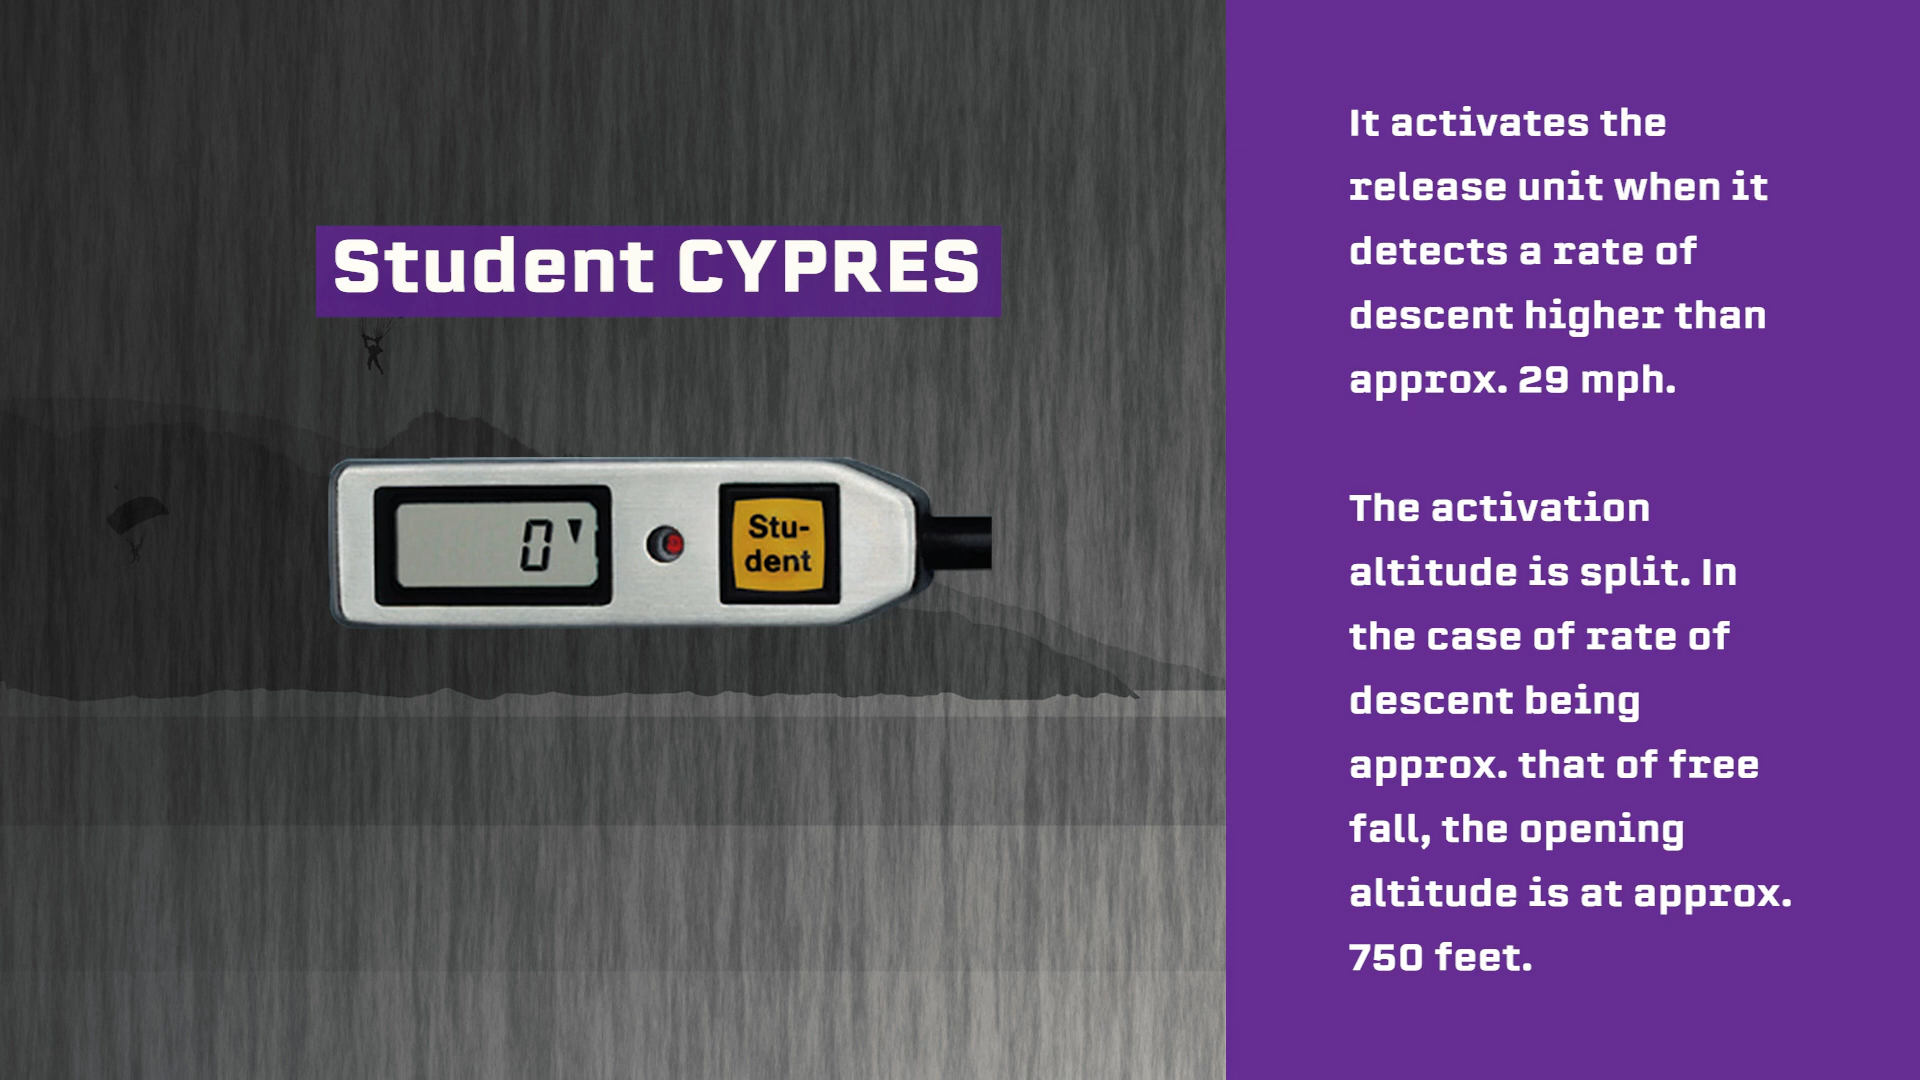 Student CYPRES
0
Stu-
dent
It activates the
release unit when it
detects a rate of
descent higher than
approx. 29 mph.
The activation
altitude is split. In
the case of rate of
descent being
approx. that of free
fall, the opening
altitude is at approx.
750 feet.